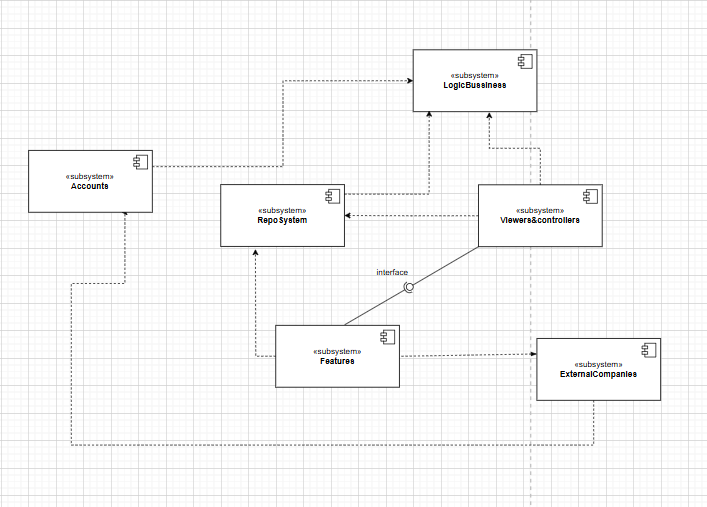 «subsystem»
LogicBussiness
«subsystem»
Accounts
«subsystem»
RepoSystem
«subsystem»
Viewers&controllers
interface
«subsystem»
Features
«subsystem»
ExternalCompanies